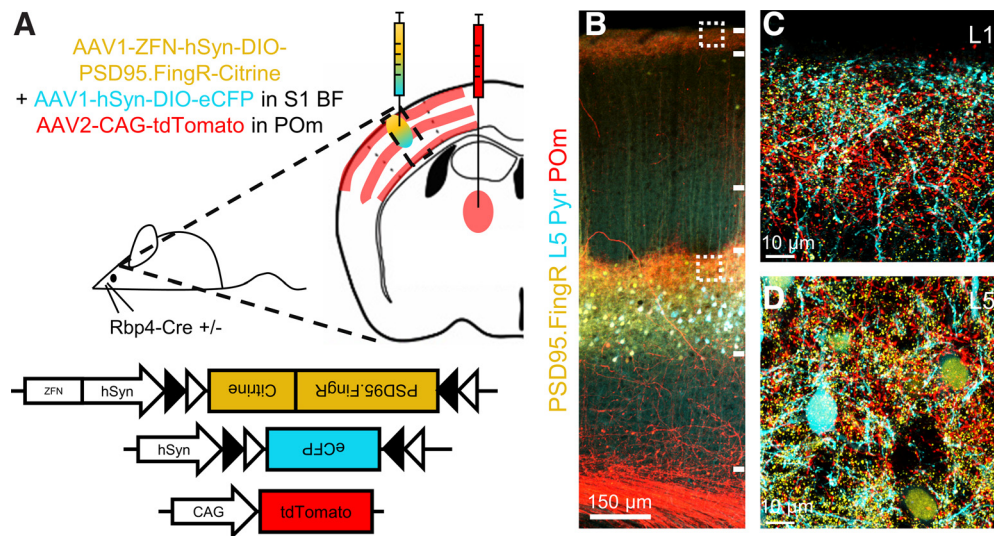 A
AAV1-ZFN-hSyn-DIO-
PSD95.FingR-Citrine
+ AAV1-hSyn-DIO-eCFP in S1 BF
AAV2-CAG-tdTomato in POm
Rbp4-Cre +/-
ZFN hSyn Citrine PSD95.FingR
hSyn eCFP
CAG tdTomato
B
PSD95.FingR L5 Pyr POm
150 µm
C
L1
10 µm
D
L5
10 µm